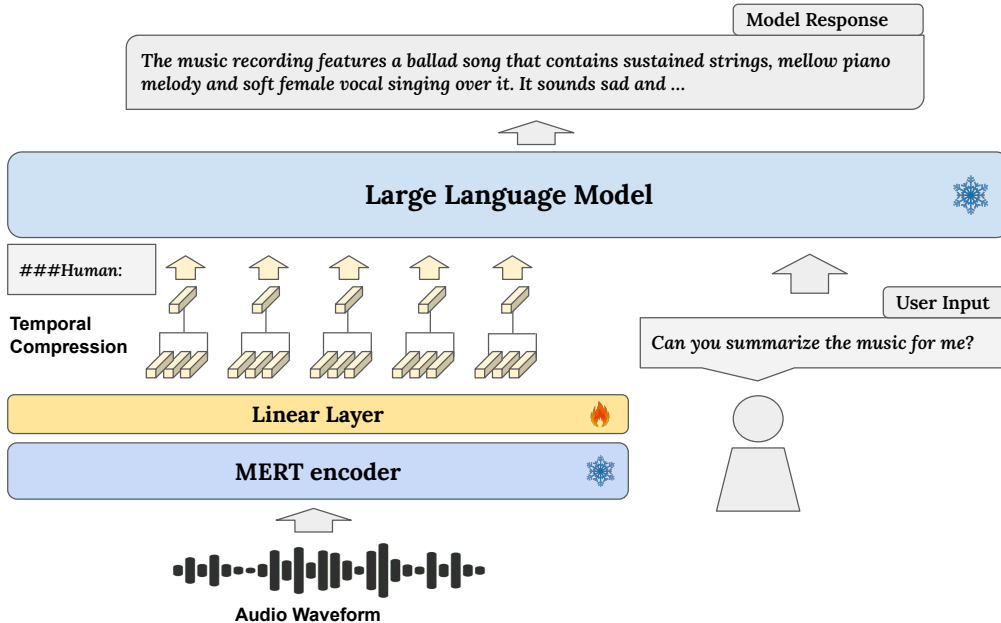 Model Response
The music recording features a ballad song that contains sustained strings, mellow piano
melody and soft female vocal singing over it. It sounds sad and ...
Large Language Model
###Human:
Temporal
Compression
User Input
Can you summarize the music for me?
Linear Layer
MERT encoder
Audio Waveform